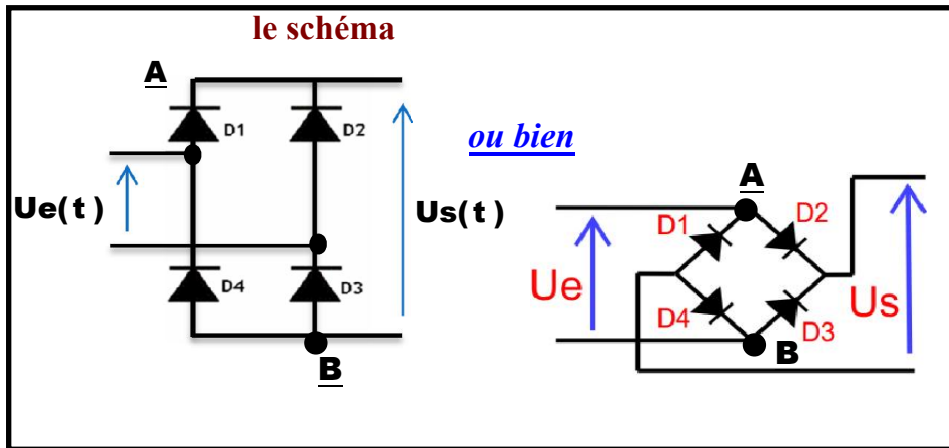 le schéma
A
D1
D2
Ue(t)
Us(t)
D4
D3
B
ou bien
A
D1
D2
Ue
Us
D4
D3
B